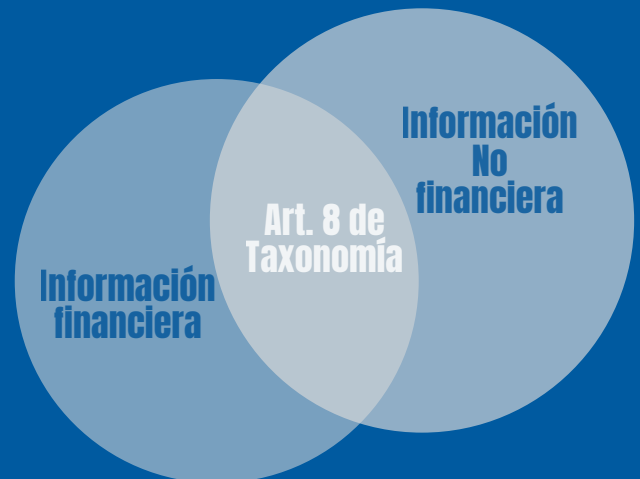 Información
No
financiera
Art. 8 de
Taxonomía
Información
financiera